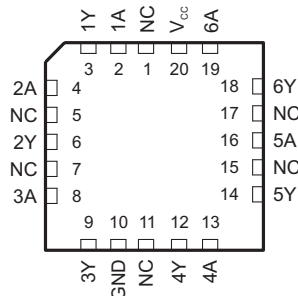 1Y 1A NC Vcc 6A
3 2 1 20 19
2A 4 18 6Y
NC 5 17 NC
2Y 6 16 5A
NC 7 15 NC
3A 8 14 5Y
9 10 11 12 13
3Y GND NC 4Y 4A